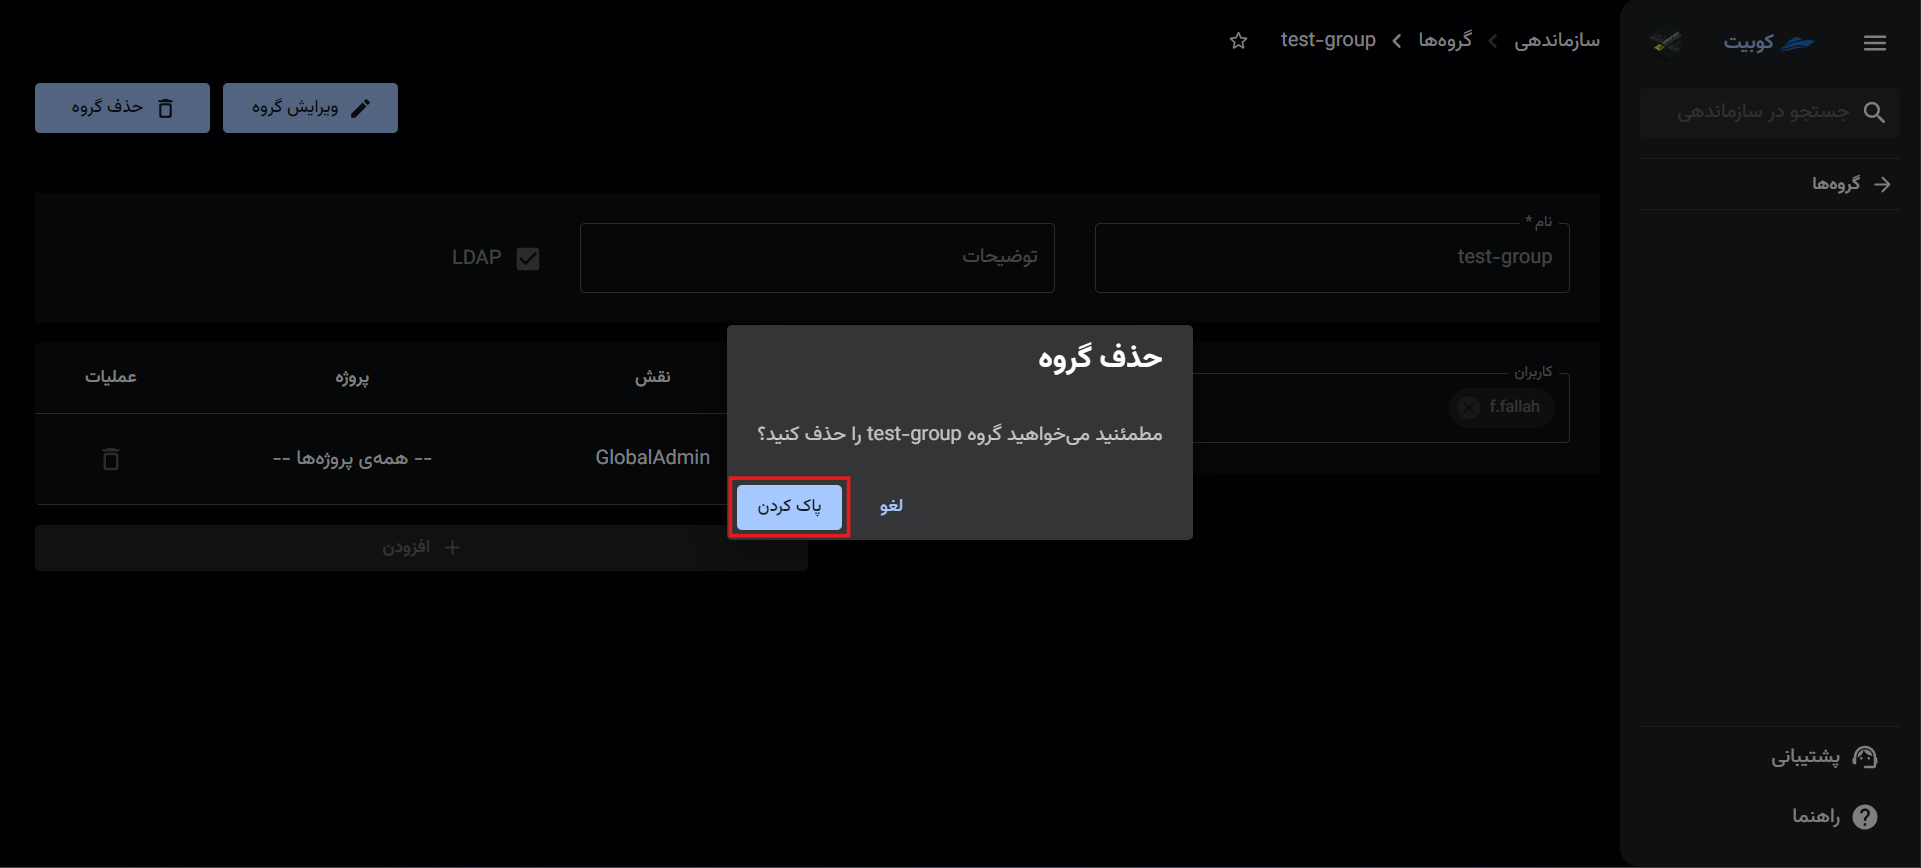 کوبیت
جستجو در سازماندهی
گروه‌ها
پشتیبانی
راهنما
سازماندهی
گروه‌ها
test-group
ویرایش گروه
حذف گروه
نام *
test-group
توضیحات
LDAP
کاربران
f.fallah
نقش
پروژه
عملیات
GlobalAdmin
-- همه‌ی پروژه‌ها --
افزودن
حذف گروه
مطمئنید می‌خواهید گروه test-group را حذف کنید؟
لغو
پاک کردن